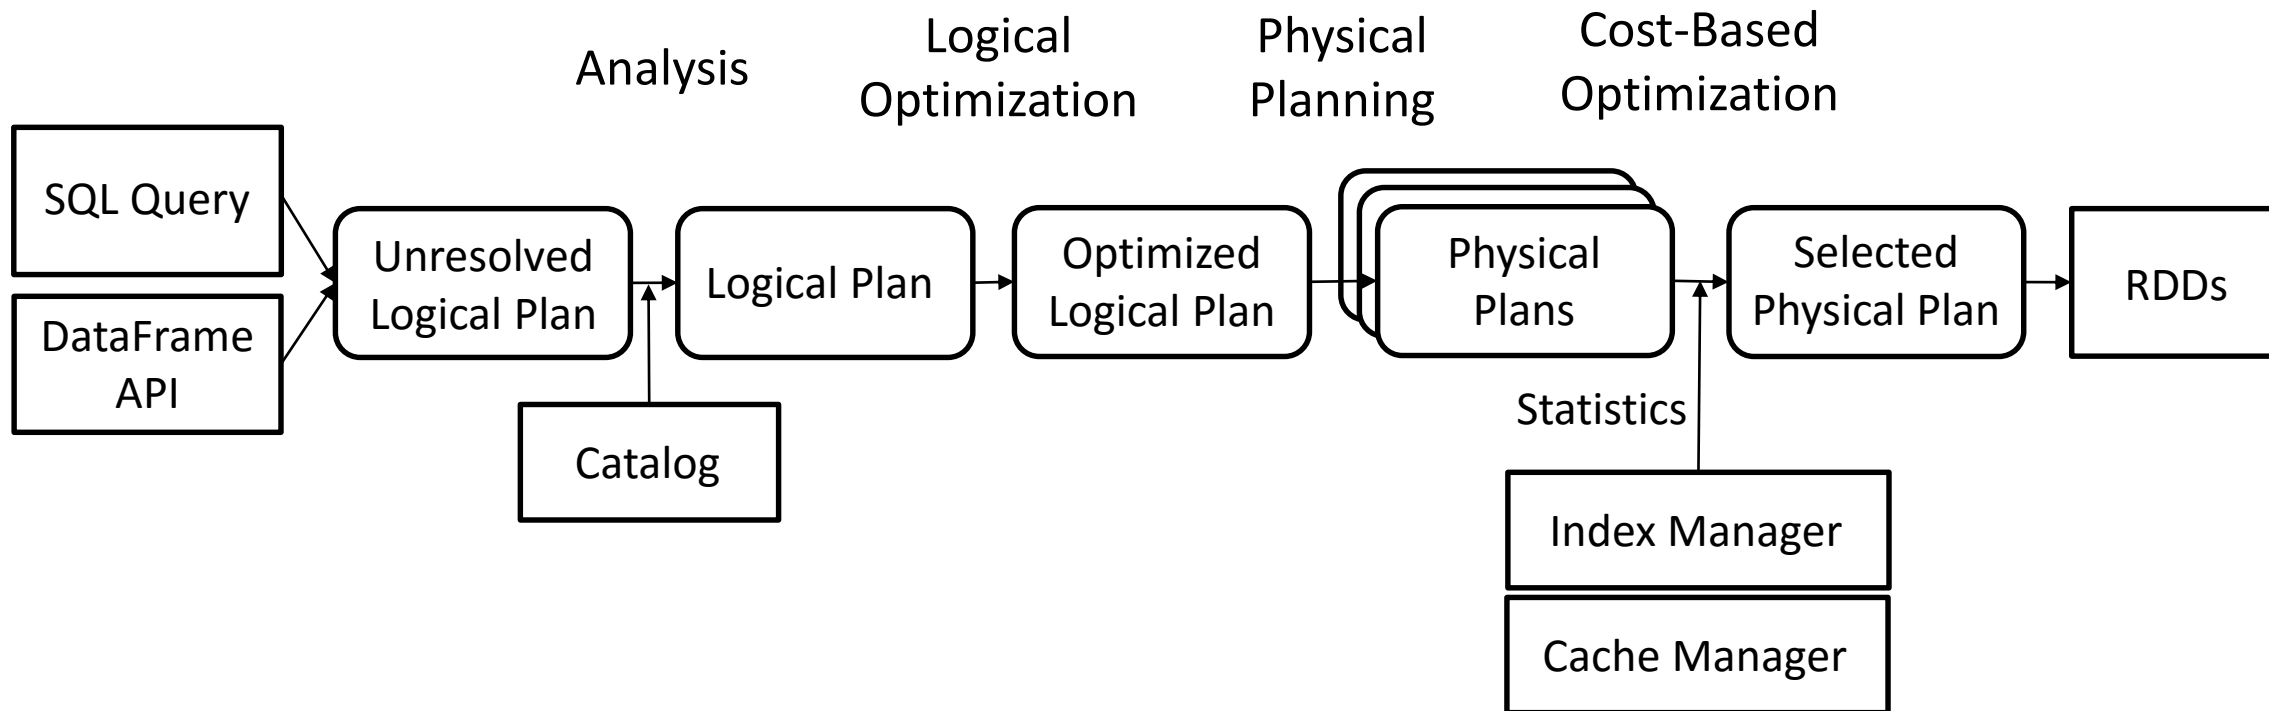 Analysis
Logical
Optimization
Physical
Planning
Cost-Based
Optimization
SQL Query
DataFrame
API
Unresolved
Logical Plan
Logical Plan
Optimized
Logical Plan
Physical
Plans
Selected
Physical Plan
RDDs
Catalog
Statistics
Index Manager
Cache Manager